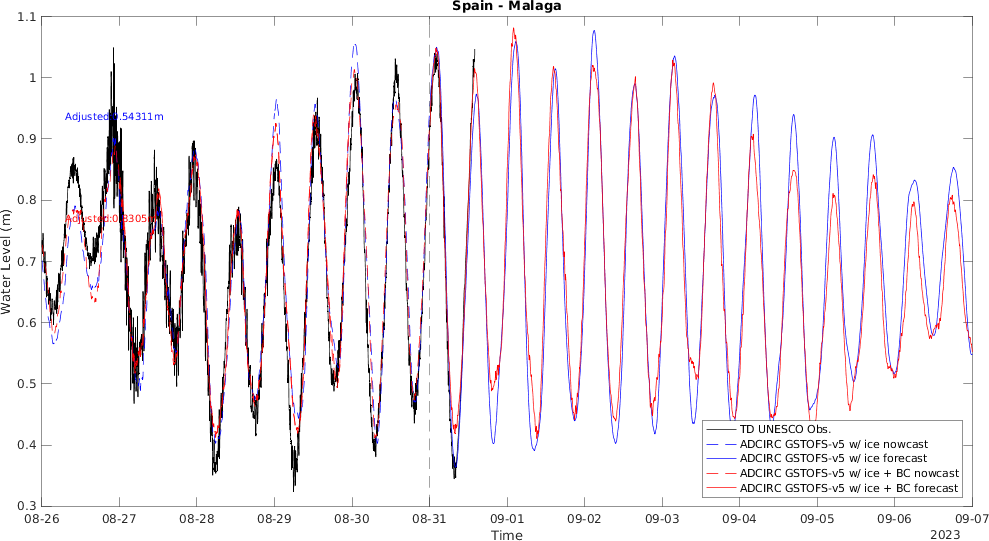 Spain - Malaga
1.1
1
0.9
0.8
0.7
0.6
0.5
0.4
0.3
Water Level (m)
TD UNESCO Obs.
ADCIRC GSTOFS-v5 w/ ice nowcast
ADCIRC GSTOFS-v5 w/ ice forecast
ADCIRC GSTOFS-v5 w/ ice + BC nowcast
ADCIRC GSTOFS-v5 w/ ice + BC forecast
08-26 08-27 08-28 08-29 08-30 08-31 09-01 09-02 09-03 09-04 09-05 09-06 09-07
Time
2023